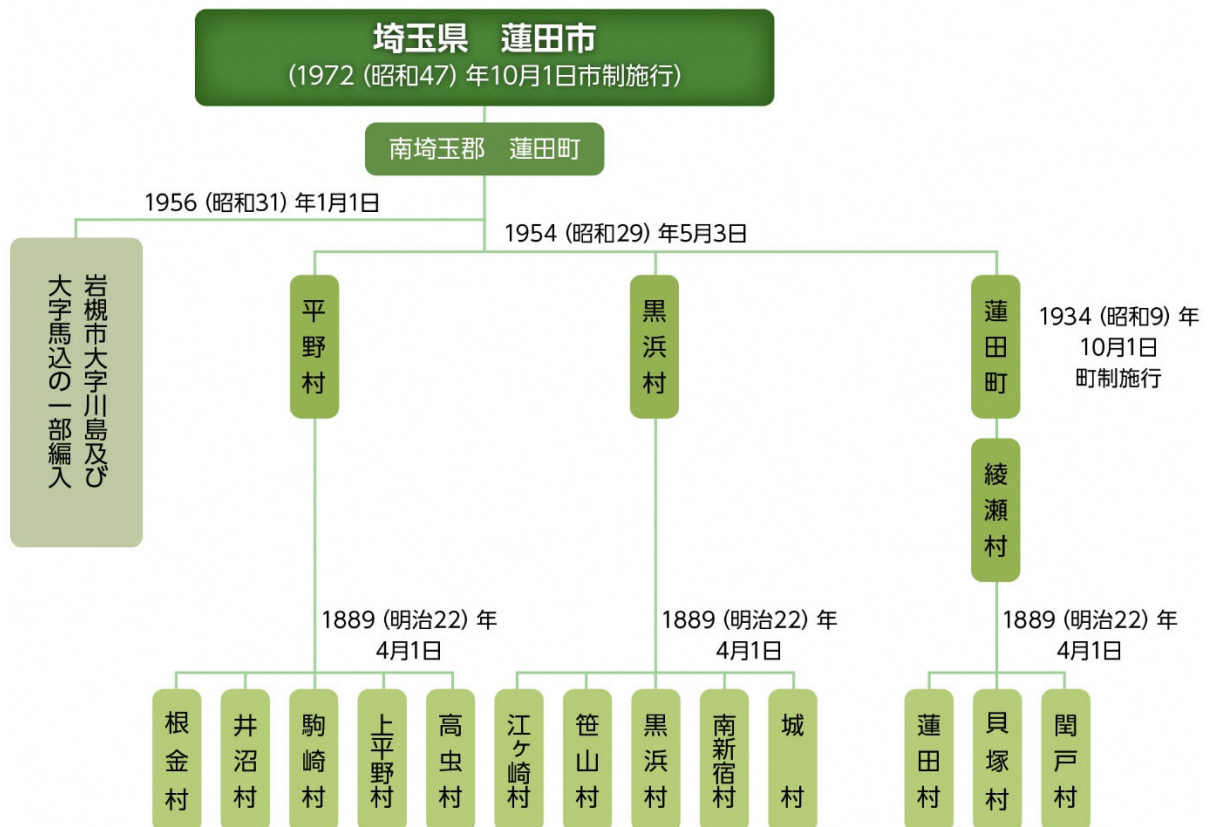 埼玉県　蓮田市
(1972 (昭和47) 年10月1日市制施行)
南埼玉郡　蓮田町
1956 (昭和31) 年1月1日
1954 (昭和29) 年5月3日
岩槻市大字川島及び
大字馬込の一部編入
平野村
黒浜村
蓮田町
1934 (昭和9) 年
10月1日
町制施行
綾瀬村
1889 (明治22) 年
4月1日
1889 (明治22) 年
4月1日
1889 (明治22) 年
4月1日
根金村
井沼村
駒崎村
上平野村
高虫村
江ヶ崎村
笹山村
黒浜村
南新宿村
城　村
蓮田村
貝塚村
閏戸村